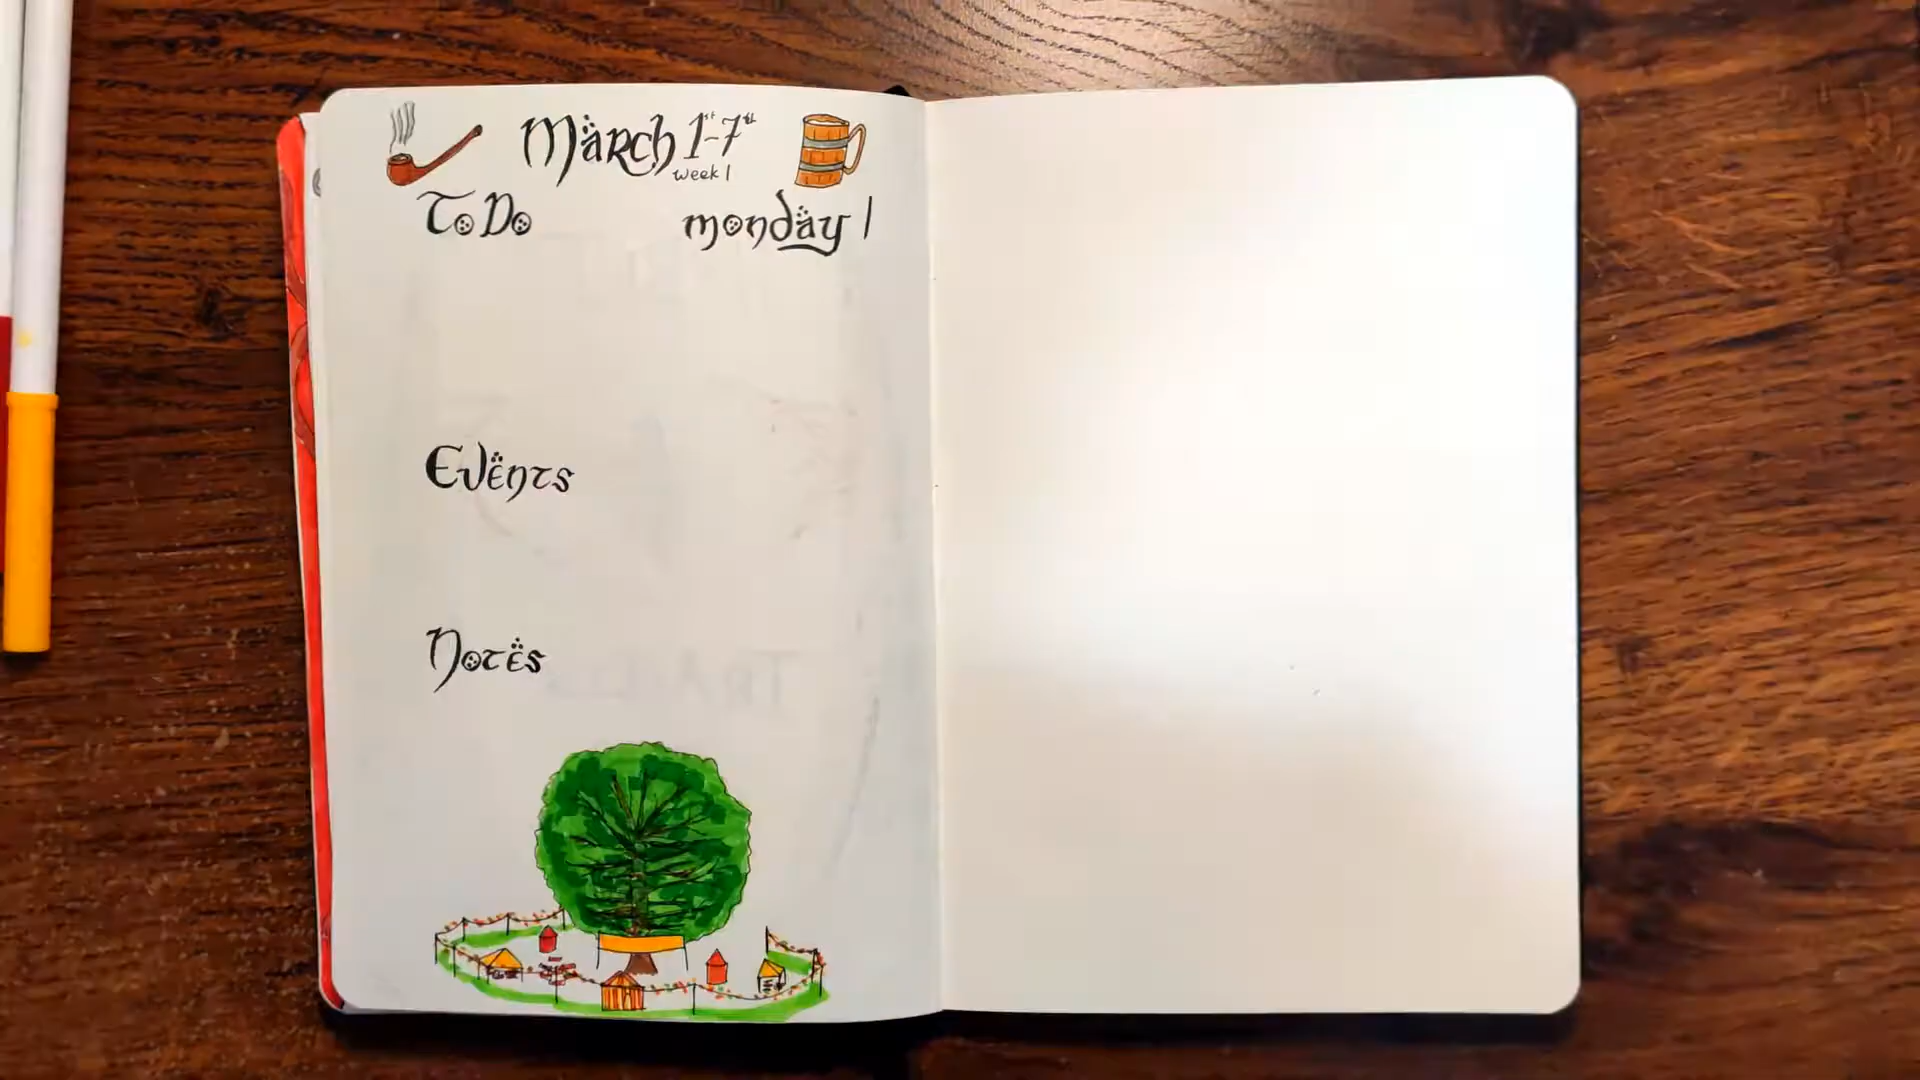 March 1st-7th
week 1
To Do
monday 1
Events
Notes